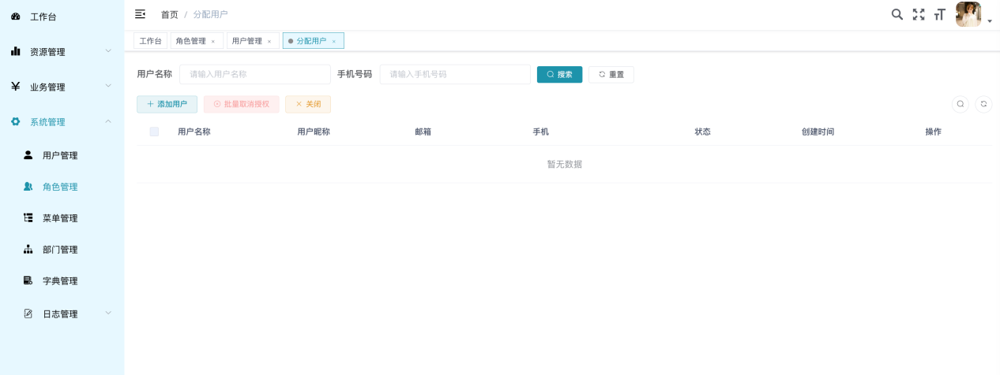 工作台
资源管理
业务管理
系统管理
用户管理
角色管理
菜单管理
部门管理
字典管理
日志管理
首页 / 分配用户
工作台 角色管理 × 用户管理 × 分配用户 ×
用户名称 请输入用户名称 手机号码 请输入手机号码 搜索 重置
添加用户 批量取消授权 关闭
用户名称 用户昵称 邮箱 手机 状态 创建时间 操作
暂无数据